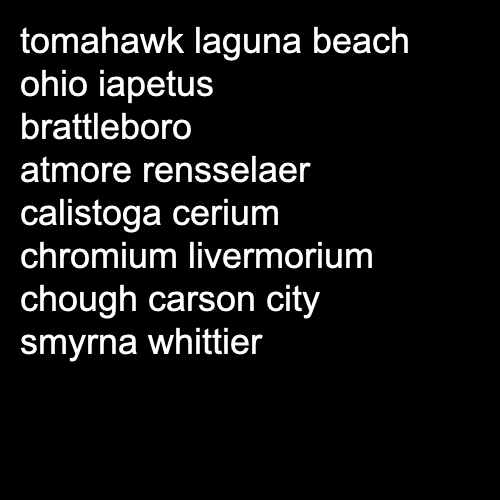 tomahawk laguna beach
ohio iapetus
brattleboro
atmore rensselaer
calistoga cerium
chromium livermorium
chough carson city
smyrna whittier